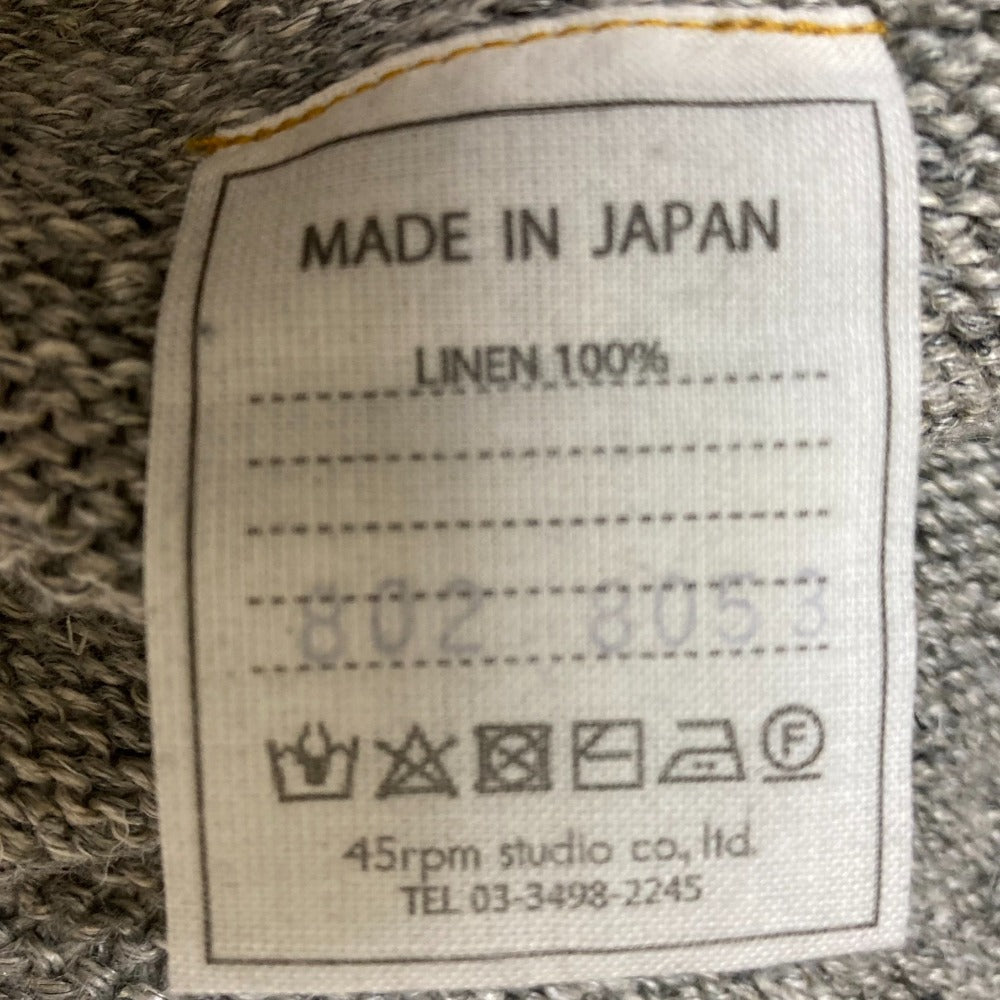 MADE IN JAPAN
LINEN 100%
802 8053
F
45rpm studio co., ltd.
TEL 03-3498-2245